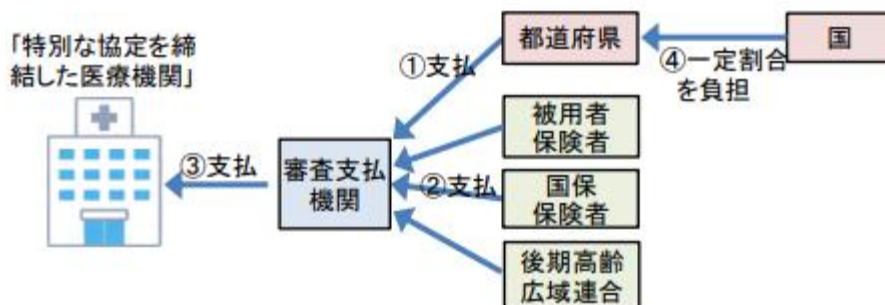 「特別な協定を締
結した医療機関」
③支払
審査支払
機関
①支払
②支払
都道府県
被用者
保険者
国保
保険者
後期高齢
広域連合
④一定割合
を負担
国